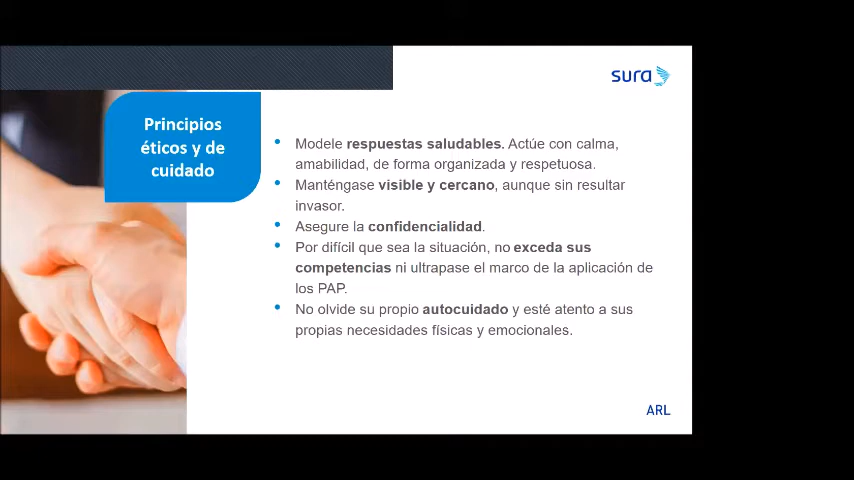 sura
Principios
éticos y de
cuidado
Modele respuestas saludables. Actúe con calma,
amabilidad, de forma organizada y respetuosa.
Manténgase visible y cercano, aunque sin resultar
invasor.
Asegure la confidencialidad.
Por difícil que sea la situación, no exceda sus
competencias ni ultrapase el marco de la aplicación de
los PAP.
No olvide su propio autocuidado y esté atento a sus
propias necesidades físicas y emocionales.
ARL